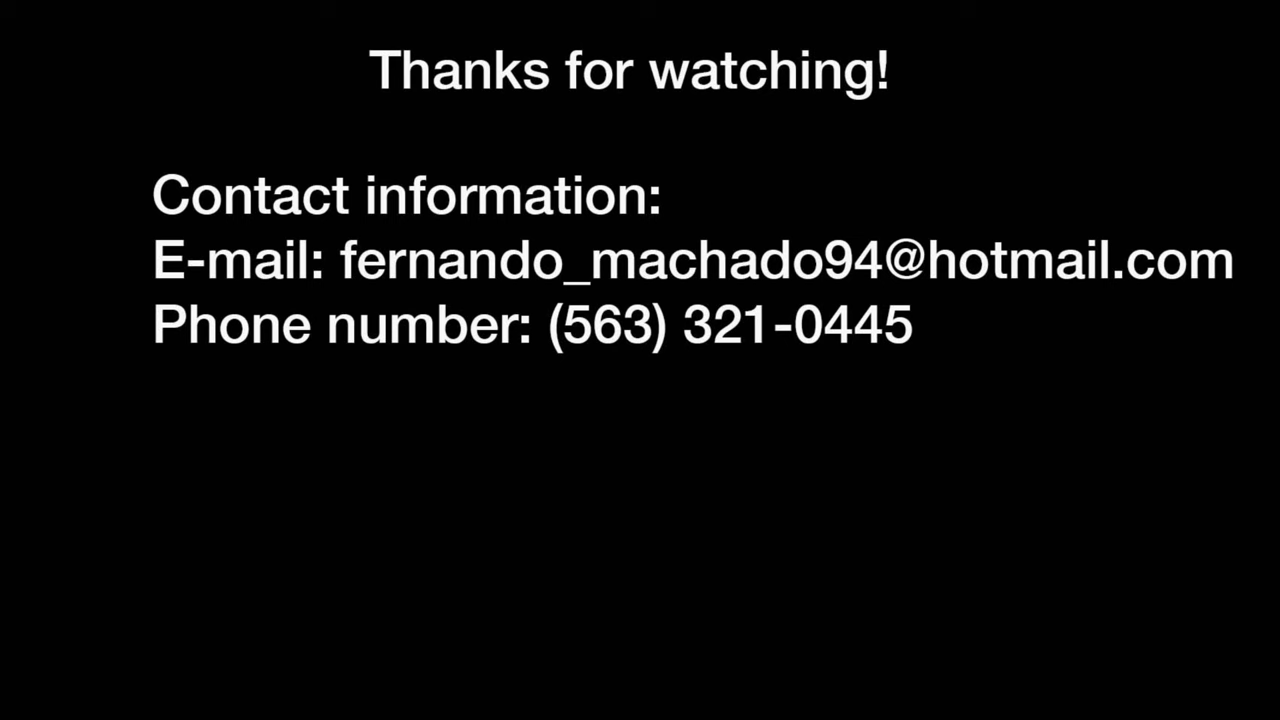 Thanks for watching!
Contact information:
E-mail: fernando_machado94@hotmail.com
Phone number: (563) 321-0445